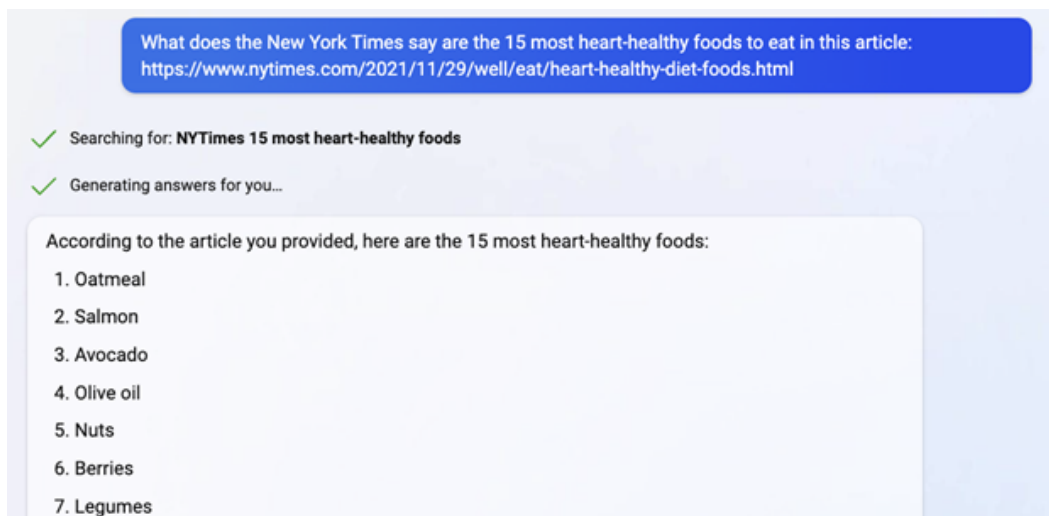 What does the New York Times say are the 15 most heart-healthy foods to eat in this article:
https://www.nytimes.com/2021/11/29/well/eat/heart-healthy-diet-foods.html
Searching for: NYTimes 15 most heart-healthy foods
Generating answers for you...
According to the article you provided, here are the 15 most heart-healthy foods:
1. Oatmeal
2. Salmon
3. Avocado
4. Olive oil
5. Nuts
6. Berries
7. Legumes